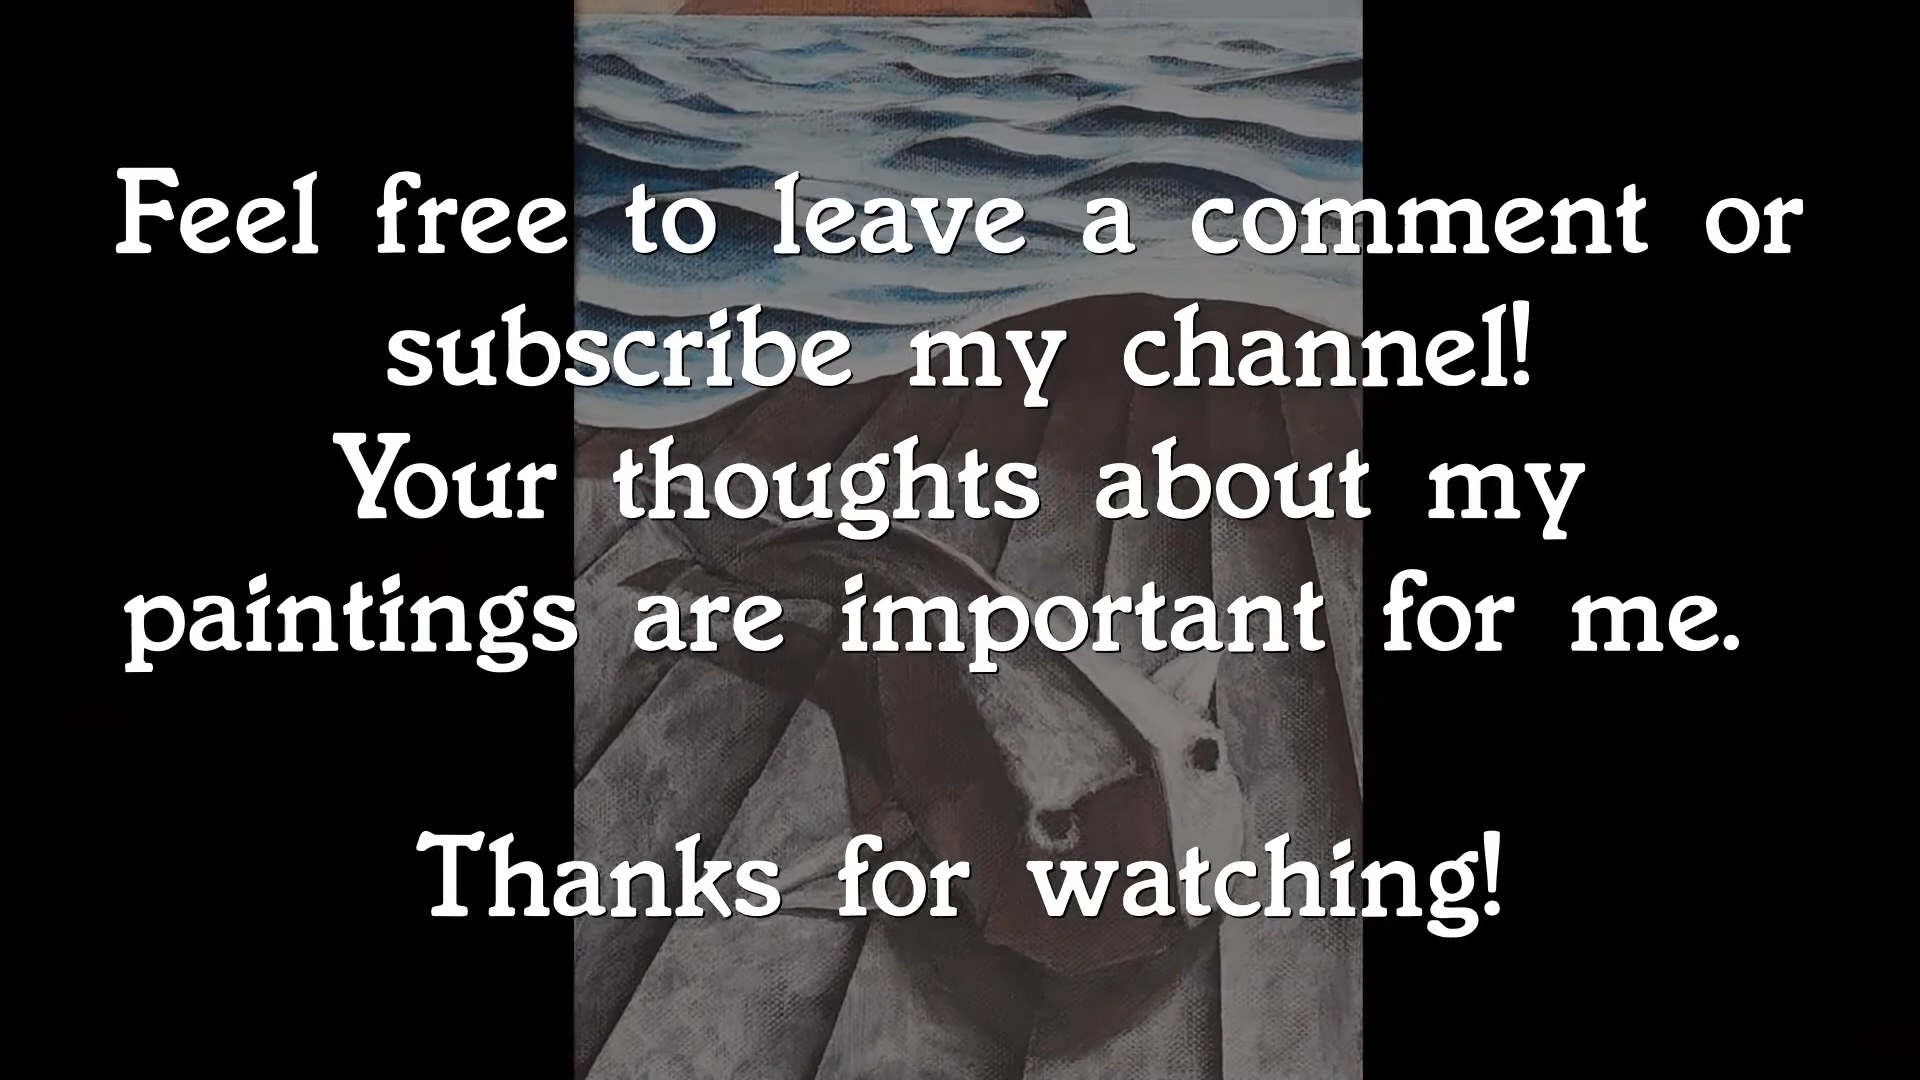 Feel free to leave a comment or
subscribe my channel!
Your thoughts about my
paintings are important for me.
Thanks for watching!